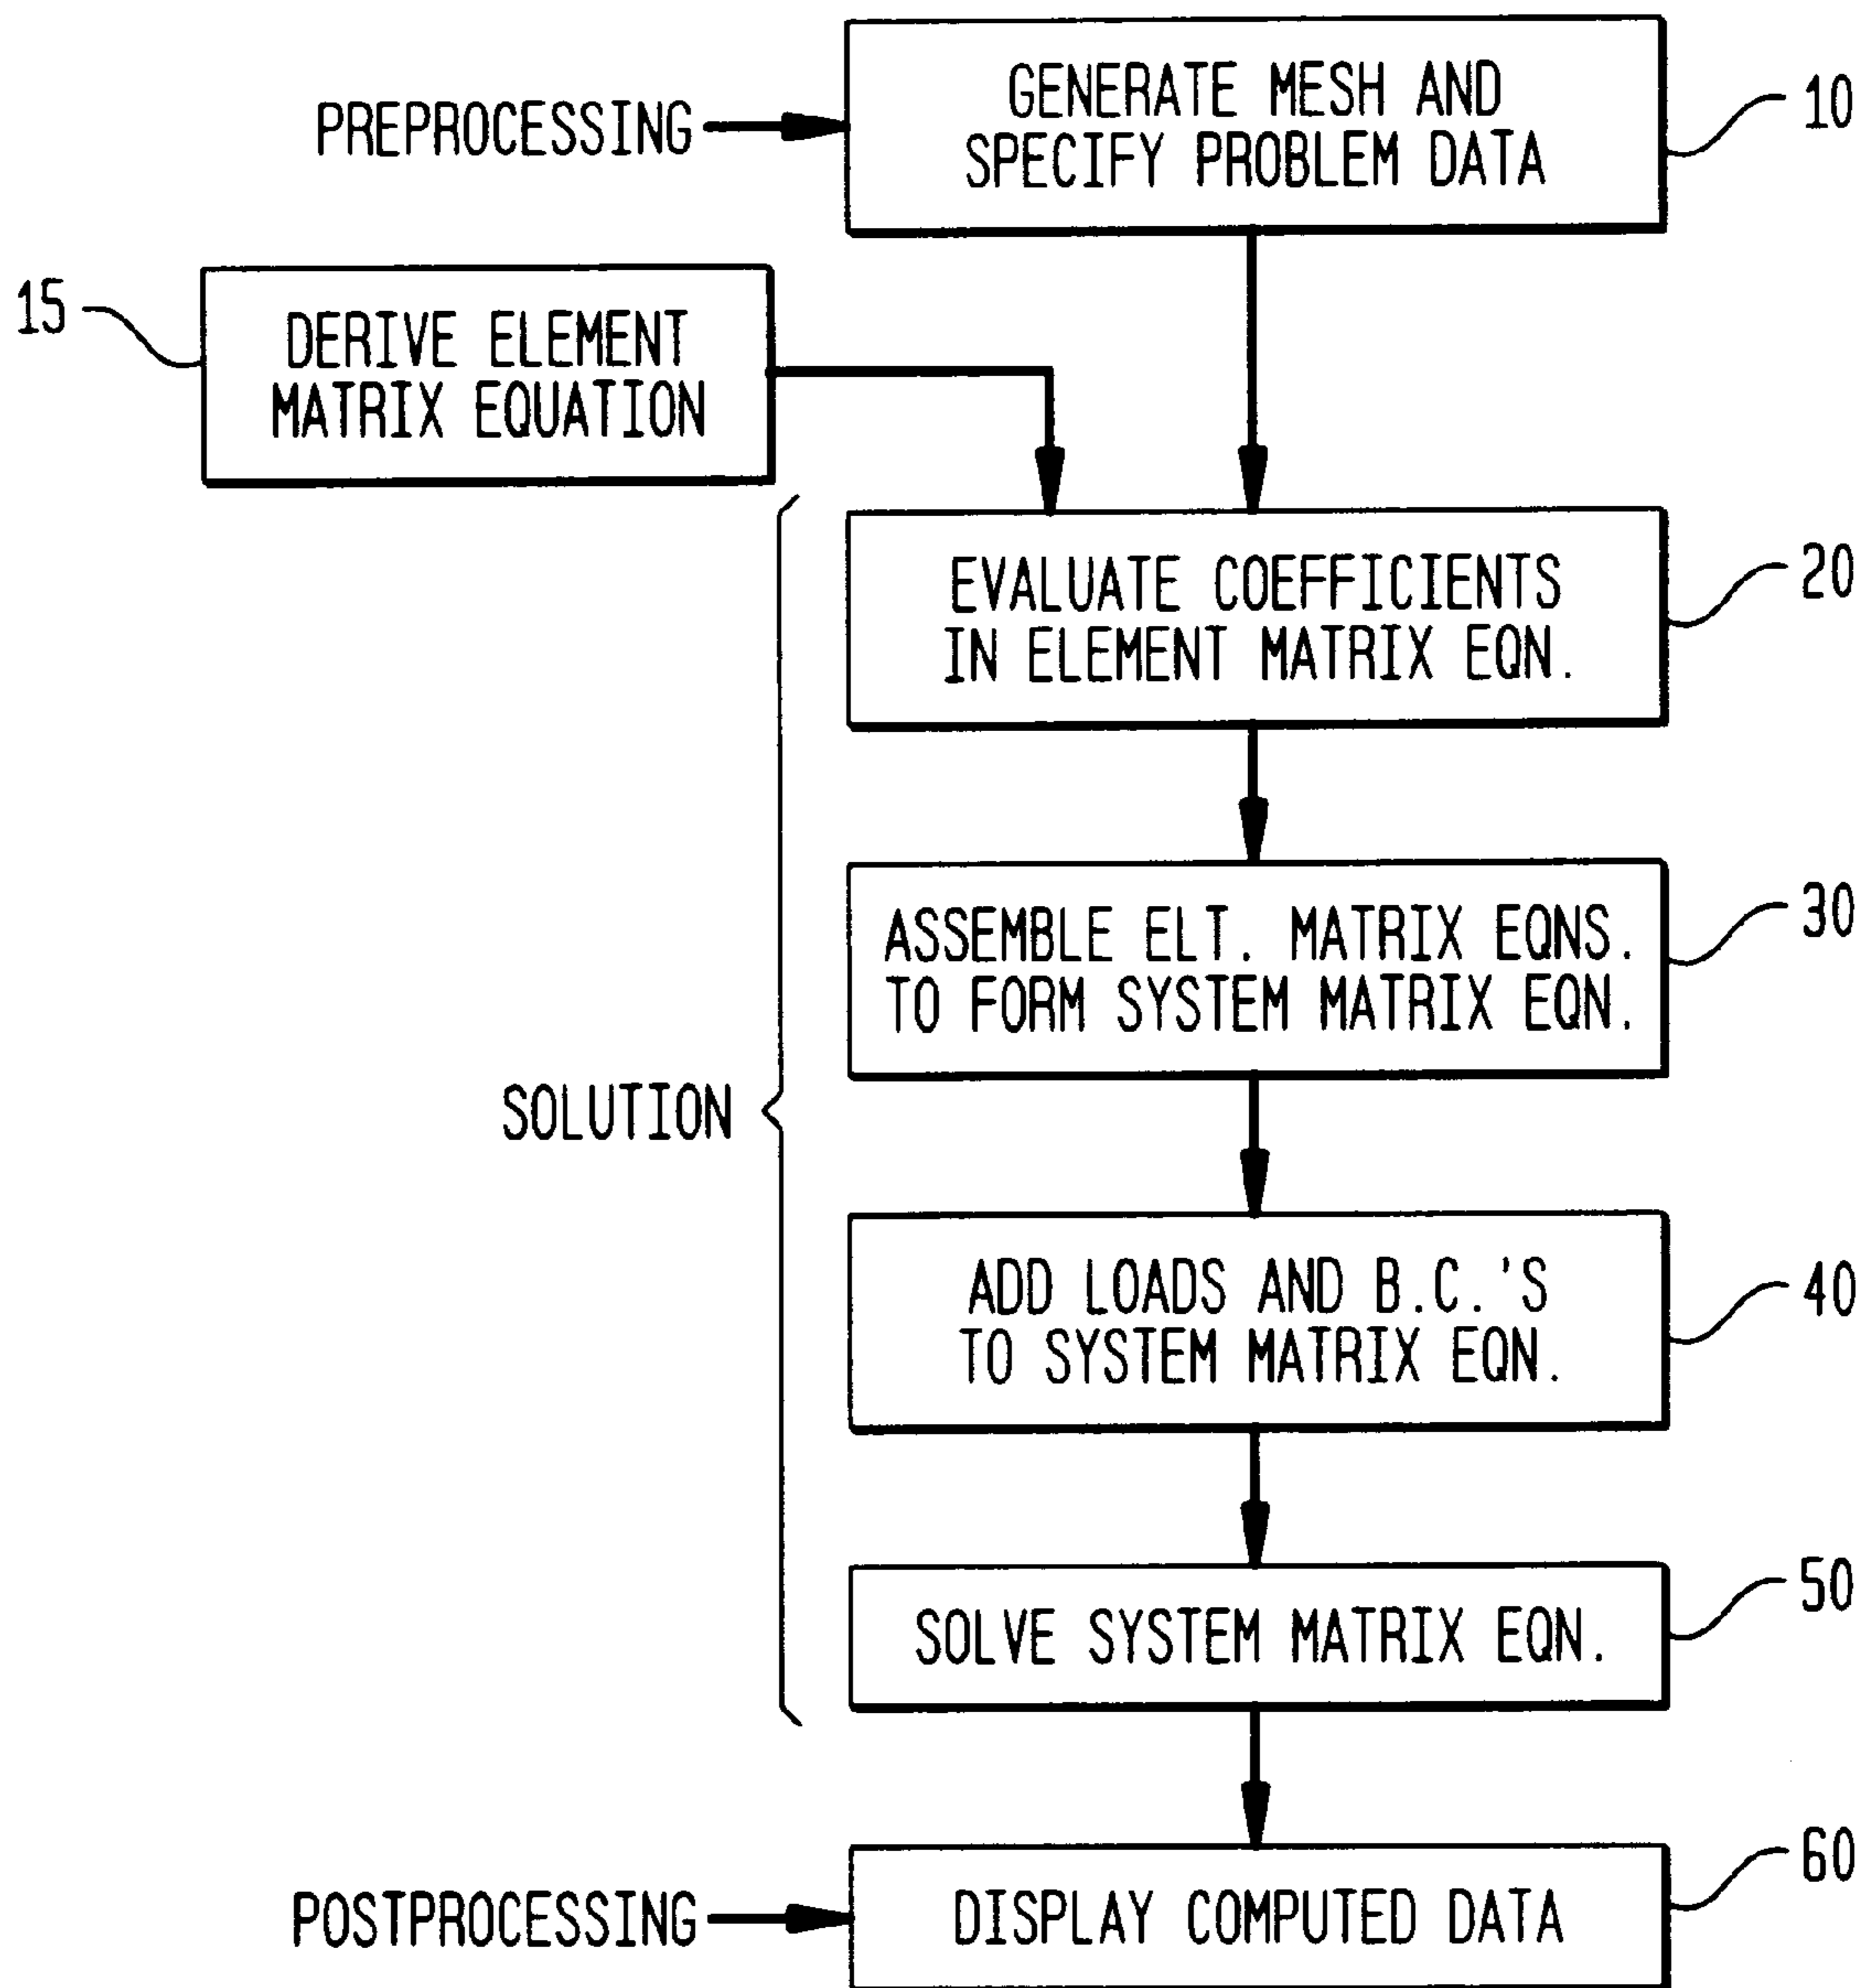 PREPROCESSING
GENERATE MESH AND
SPECIFY PROBLEM DATA
10
15
DERIVE ELEMENT
MATRIX EQUATION
EVALUATE COEFFICIENTS
IN ELEMENT MATRIX EQN.
20
ASSEMBLE ELT. MATRIX EQNS.
TO FORM SYSTEM MATRIX EQN.
30
SOLUTION
ADD LOADS AND B.C.'S
TO SYSTEM MATRIX EQN.
40
SOLVE SYSTEM MATRIX EQN.
50
POSTPROCESSING
DISPLAY COMPUTED DATA
60